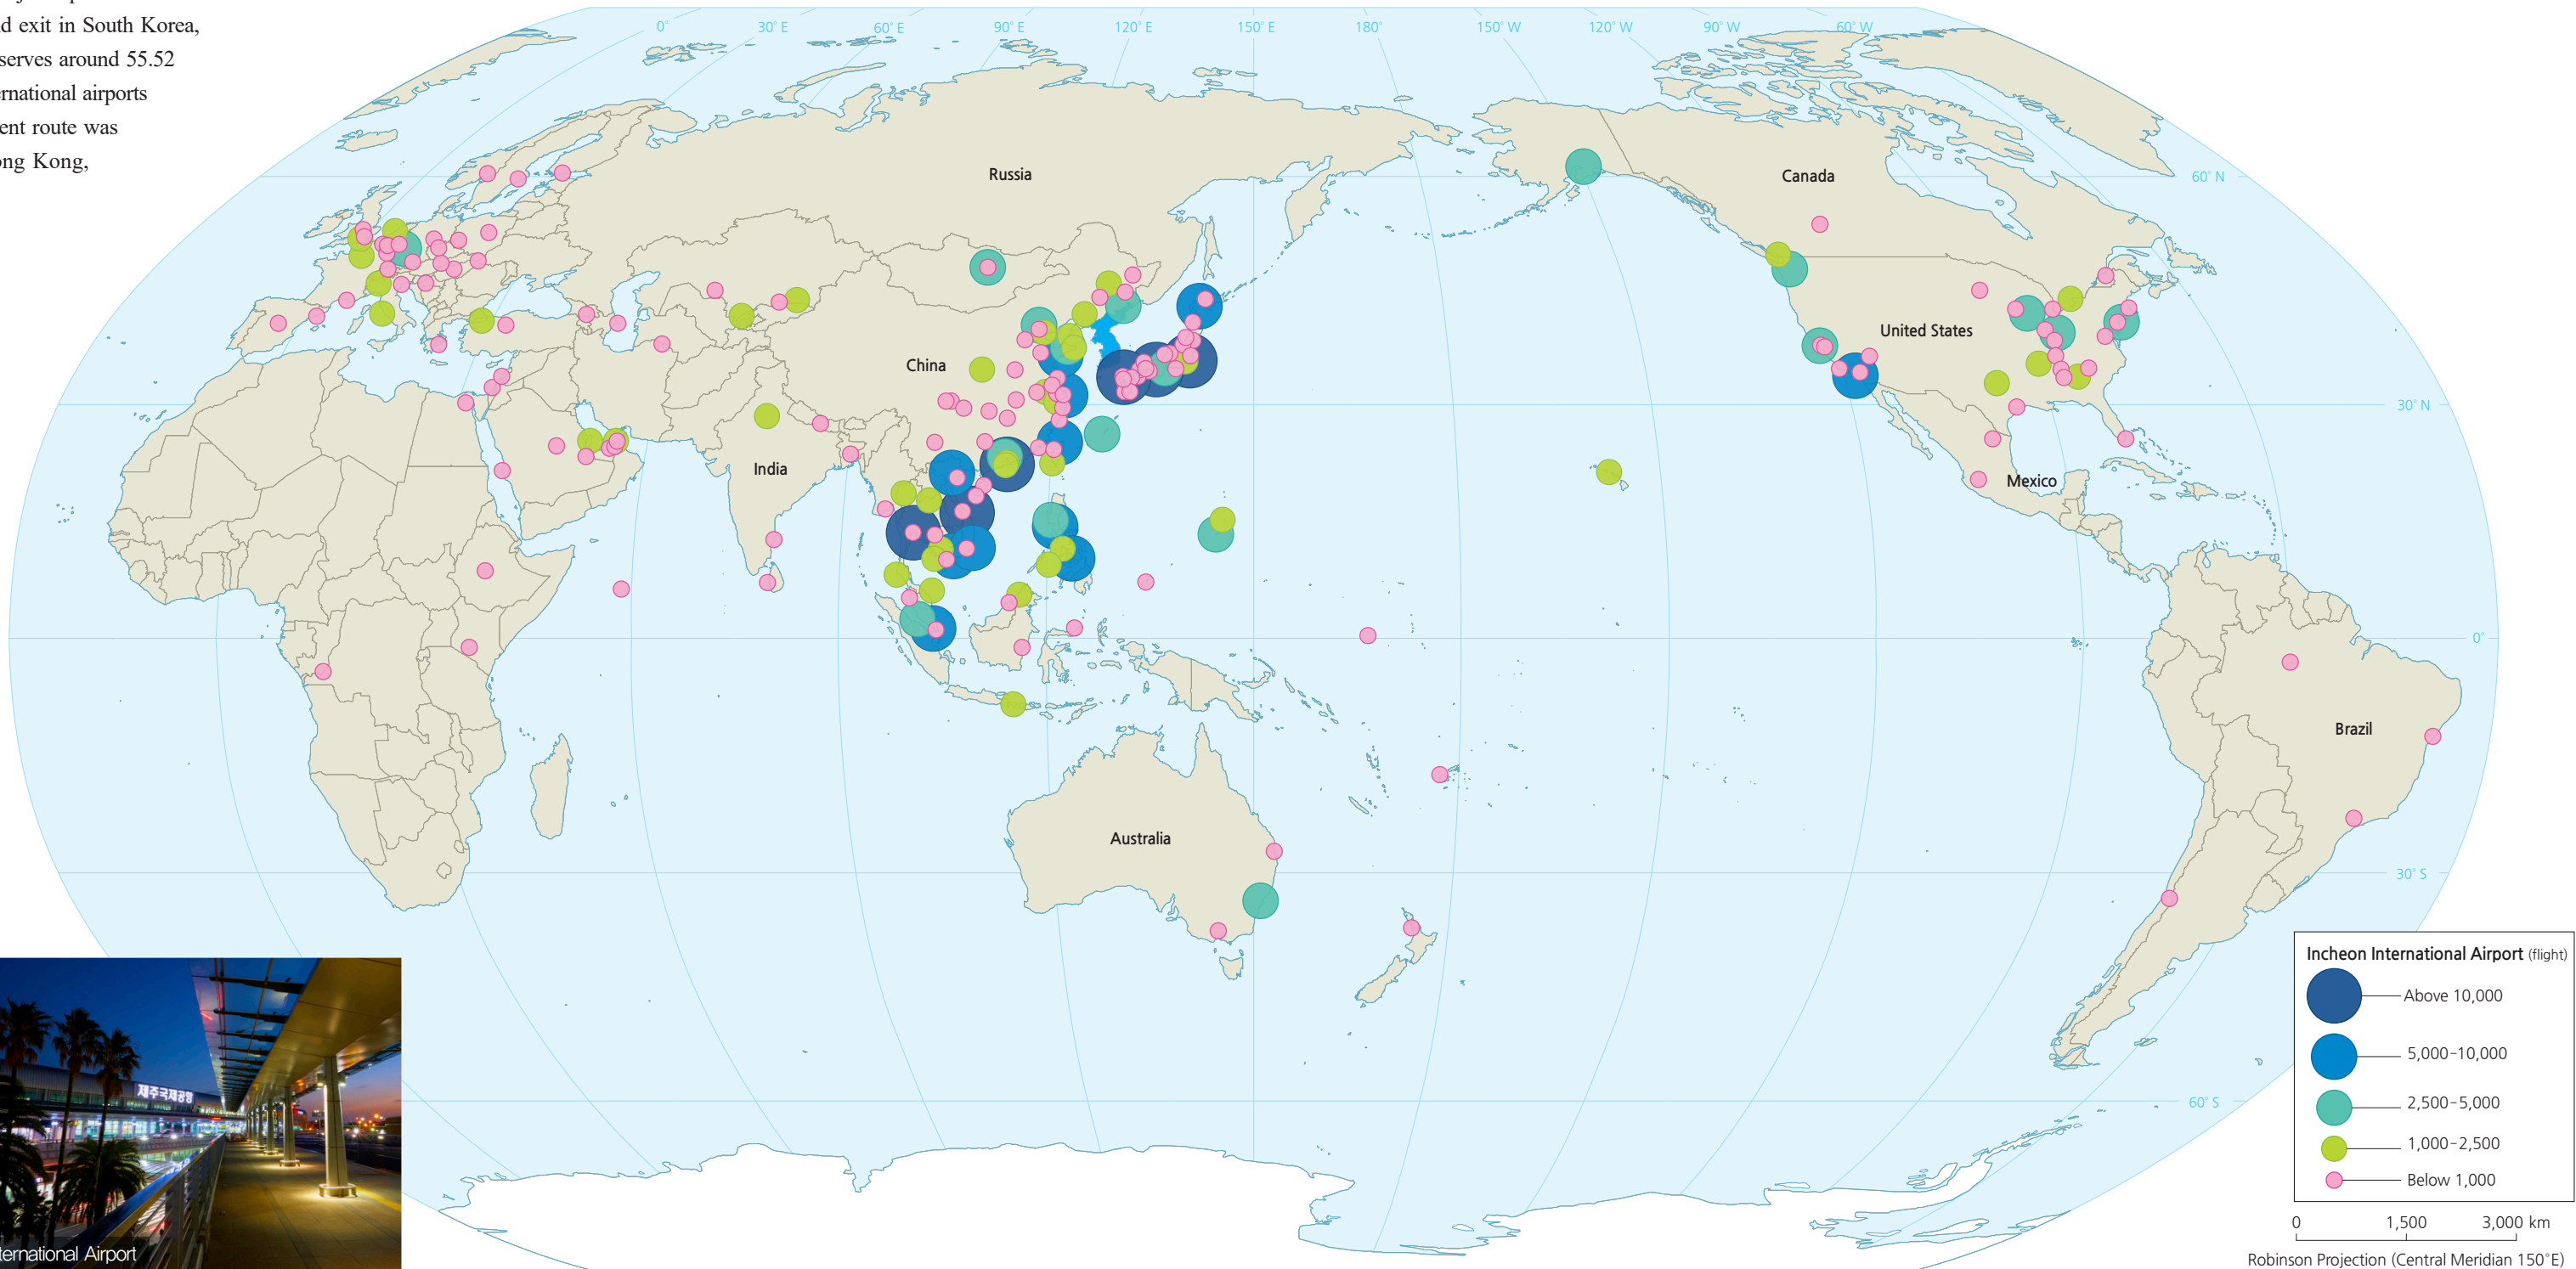 d exit in South Korea,
serves around 55.52
ernational airports
ent route was
ong Kong,
0°
30° E
60° E
90° E
120° E
150° E
180°
150° W
120° W
90° W
60° W
Russia
Canada
60° N
United States
China
30° N
India
Mexico
0°
Brazil
Australia
30° S
60° S
제주국제공항
ternational Airport
Incheon International Airport (flight)
Above 10,000
5,000-10,000
2,500-5,000
1,000-2,500
Below 1,000
0 1,500 3,000 km
Robinson Projection (Central Meridian 150°E)